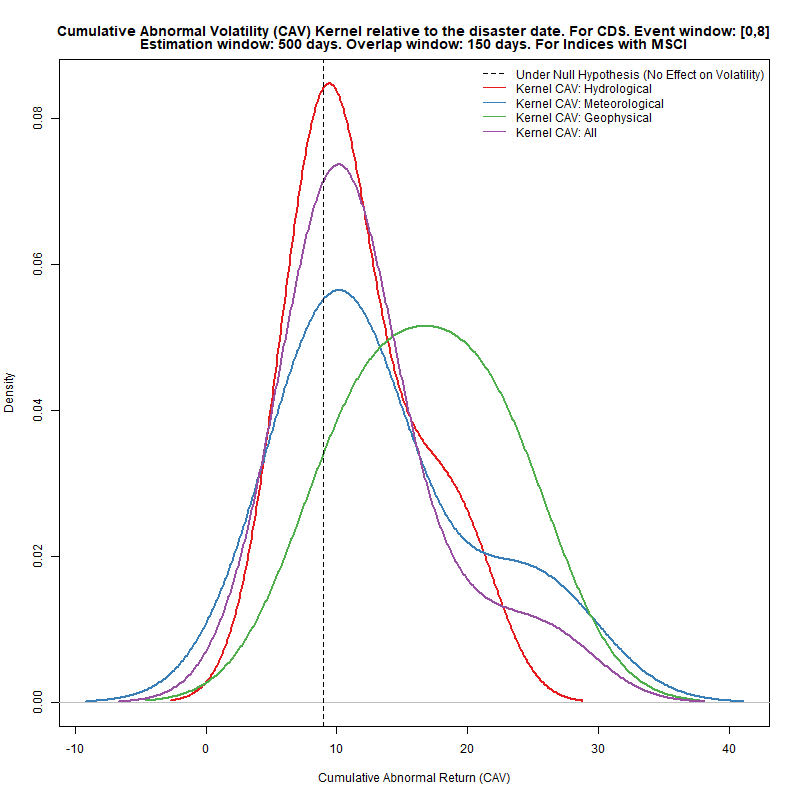 Cumulative Abnormal Volatility (CAV) Kernel relative to the disaster date. For CDS. Event window: [0,8]
Estimation window: 500 days. Overlap window: 150 days. For Indices with MSCI
Under Null Hypothesis (No Effect on Volatility)
Kernel CAV: Hydrological
Kernel CAV: Meteorological
Kernel CAV: Geophysical
Kernel CAV: All
Density
0.08
0.06
0.04
0.02
0.00
-10 0 10 20 30 40
Cumulative Abnormal Return (CAV)